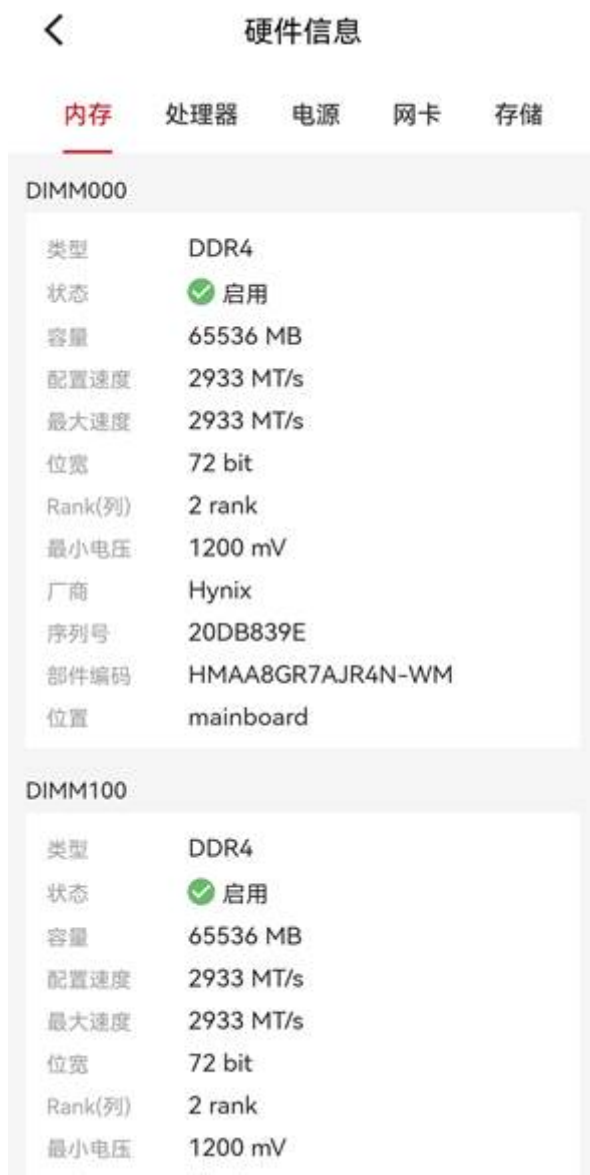 硬件信息
内存 处理器 电源 网卡 存储
DIMM000
类型 DDR4
状态 启用
容量 65536 MB
配置速度 2933 MT/s
最大速度 2933 MT/s
位宽 72 bit
Rank(列) 2 rank
最小电压 1200 mV
厂商 Hynix
序列号 20DB839E
部件编码 HMAA8GR7AJR4N-WM
位置 mainboard
DIMM100
类型 DDR4
状态 启用
容量 65536 MB
配置速度 2933 MT/s
最大速度 2933 MT/s
位宽 72 bit
Rank(列) 2 rank
最小电压 1200 mV